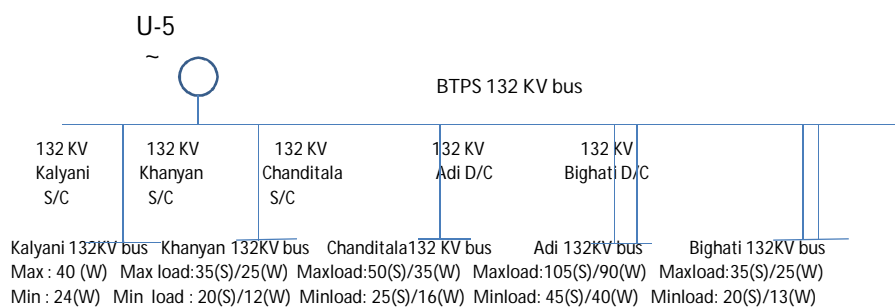 U-5
~
BTPS 132 KV bus
132 KV 132 KV 132 KV 132 KV 132 KV
Kalyani Khanyan Chanditala Adi D/C Bighati D/C
S/C S/C S/C
Kalyani 132KV bus Khanyan 132KV bus Chanditala132 KV bus Adi 132KV bus Bighati 132KV bus
Max : 40 (W) Max load:35(S)/25(W) Maxload:50(S)/35(W) Maxload:105(S)/90(W) Maxload:35(S)/25(W)
Min : 24(W) Min load : 20(S)/12(W) Minload: 25(S)/16(W) Minload: 45(S)/40(W) Minload: 20(S)/13(W)